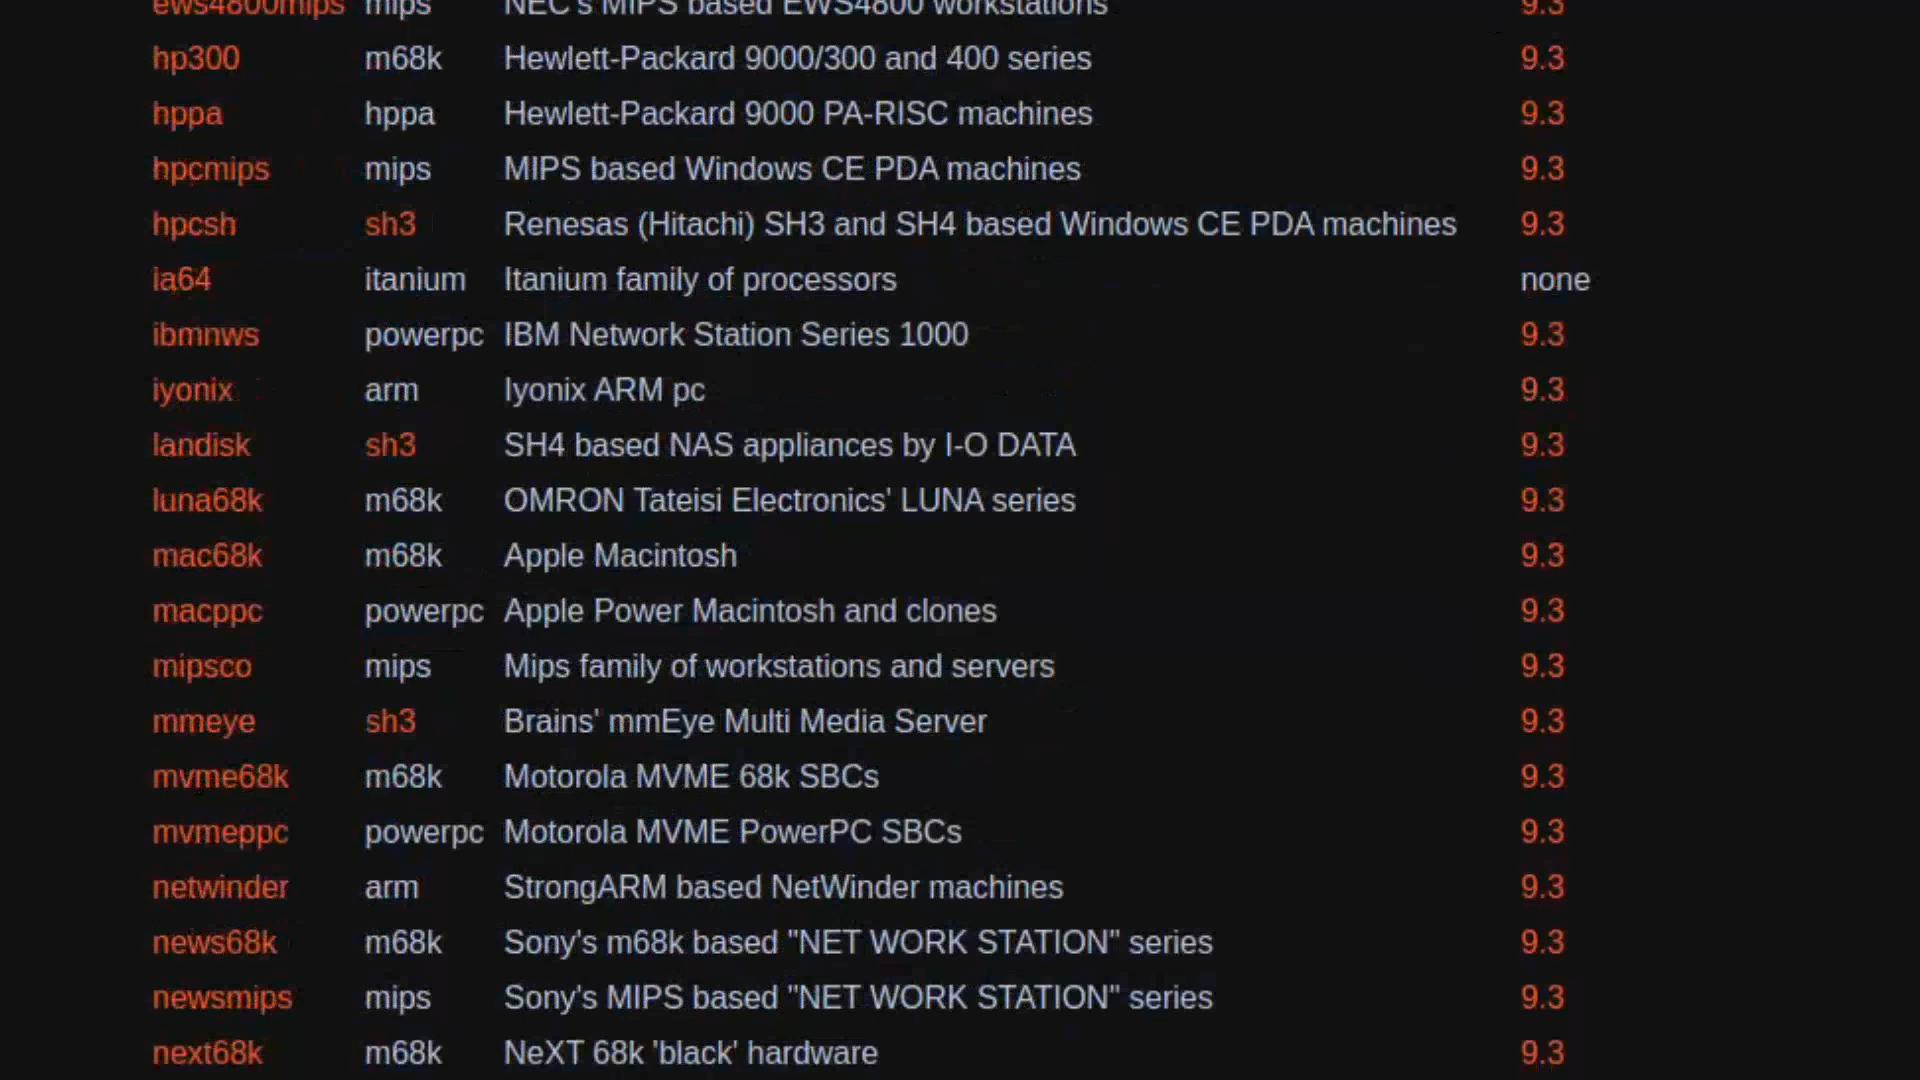 ews4800mips mips NEC's MIPS based EWS4800 workstations 9.3
hp300 m68k Hewlett-Packard 9000/300 and 400 series 9.3
hppa hppa Hewlett-Packard 9000 PA-RISC machines 9.3
hpcmips mips MIPS based Windows CE PDA machines 9.3
hpcsh sh3 Renesas (Hitachi) SH3 and SH4 based Windows CE PDA machines 9.3
ia64 itanium Itanium family of processors none
ibmnws powerpc IBM Network Station Series 1000 9.3
iyonix arm Iyonix ARM pc 9.3
landisk sh3 SH4 based NAS appliances by I-O DATA 9.3
luna68k m68k OMRON Tateisi Electronics' LUNA series 9.3
mac68k m68k Apple Macintosh 9.3
macppc powerpc Apple Power Macintosh and clones 9.3
mipsco mips Mips family of workstations and servers 9.3
mmeye sh3 Brains' mmEye Multi Media Server 9.3
mvme68k m68k Motorola MVME 68k SBCs 9.3
mvmeppc powerpc Motorola MVME PowerPC SBCs 9.3
netwinder arm StrongARM based NetWinder machines 9.3
news68k m68k Sony's m68k based "NET WORK STATION" series 9.3
newsmips mips Sony's MIPS based "NET WORK STATION" series 9.3
next68k m68k NeXT 68k 'black' hardware 9.3